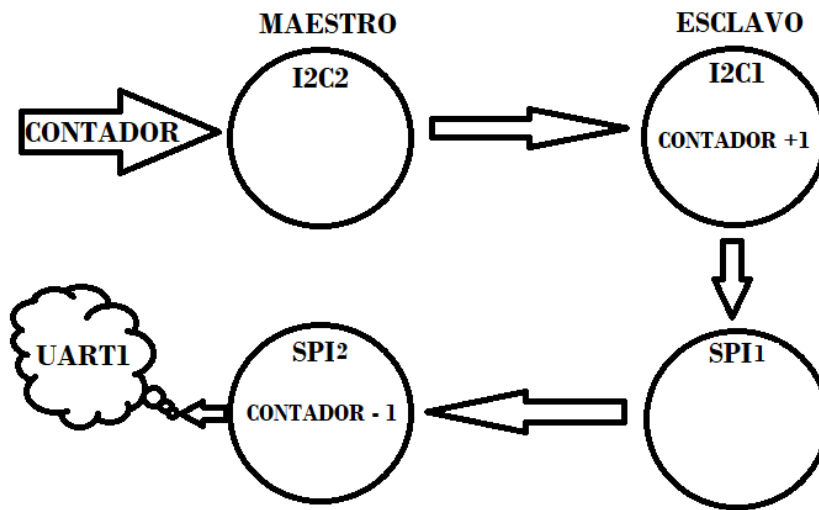 MAESTRO
I2C2
ESCLAVO
I2C1
CONTADOR
CONTADOR +1
UART1
SPI2
CONTADOR - 1
SPI1